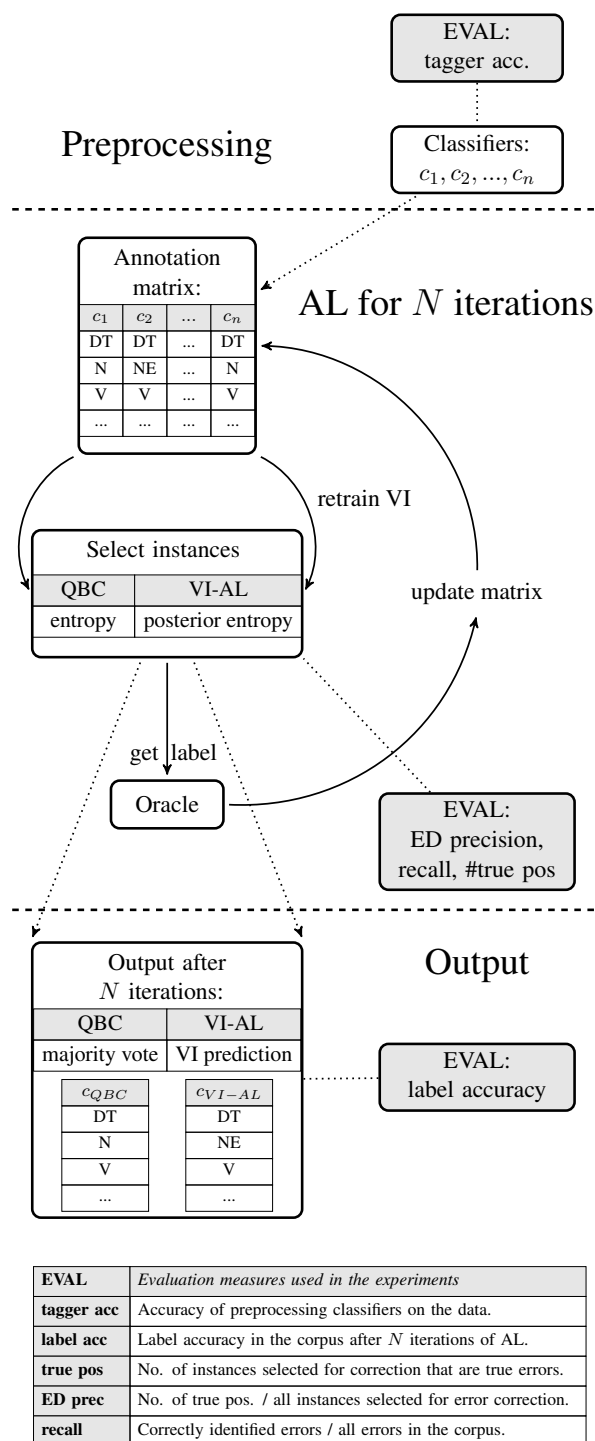 EVAL:
tagger acc.
Preprocessing
Classifiers:
c1, c2, ..., cn
Annotation
matrix:
c1 c2 ... cn
DT DT ... DT
N NE ... N
V V ... V
... ... ... ...
AL for N iterations
retrain VI
Select instances
QBC VI-AL
entropy posterior entropy
update matrix
get label
Oracle
EVAL:
ED precision,
recall, #true pos
Output after
N iterations:
QBC VI-AL
majority vote VI prediction
cQBC cVI−AL
DT DT
N NE
V V
... ...
Output
EVAL:
label accuracy
EVAL Evaluation measures used in the experiments
tagger acc Accuracy of preprocessing classifiers on the data.
label acc Label accuracy in the corpus after N iterations of AL.
true pos No. of instances selected for correction that are true errors.
ED prec No. of true pos. / all instances selected for error correction.
recall Correctly identified errors / all errors in the corpus.